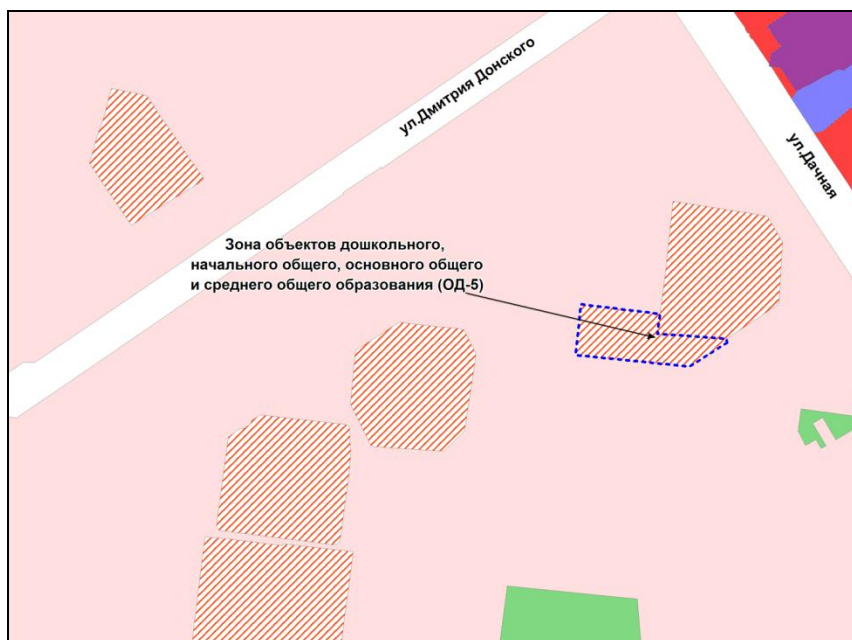 ул.Дмитрия Донского
ул.Дачная
Зона объектов дошкольного,
начального общего, основного общего
и среднего общего образования (ОД-5)